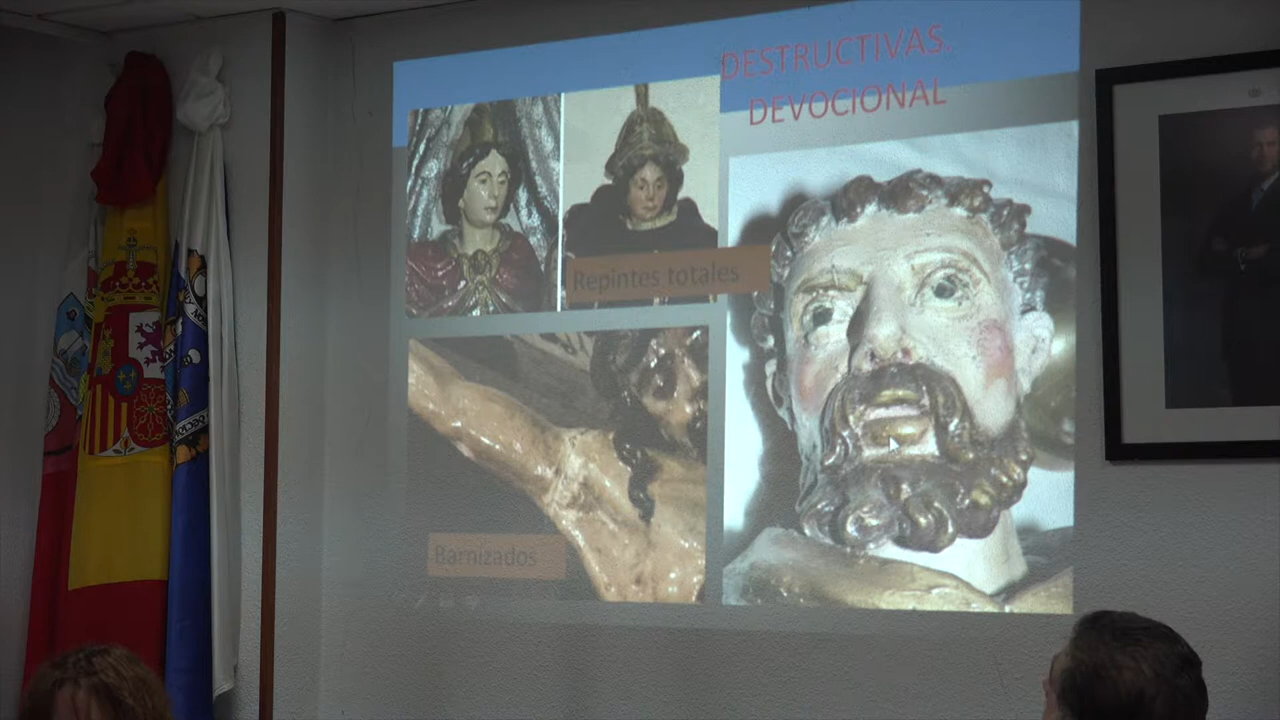 DESTRUCTIVAS.
DEVOCIONAL
Repintes totales
Barnizados